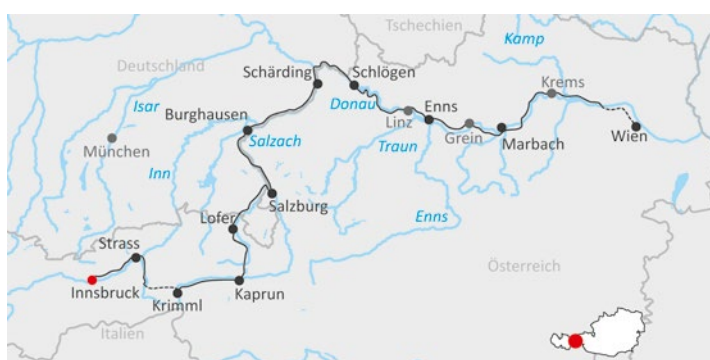 Tschechien
Kamp
Deutschland
Schärding
Schlögen
Isar
Donau
Krems
Burghausen
Linz
Enns
Salzach
Grein
Wien
München
Traun
Marbach
Inn
Salzburg
Lofer
Enns
Strass
Österreich
Innsbruck
Krimml
Kaprun
Italien